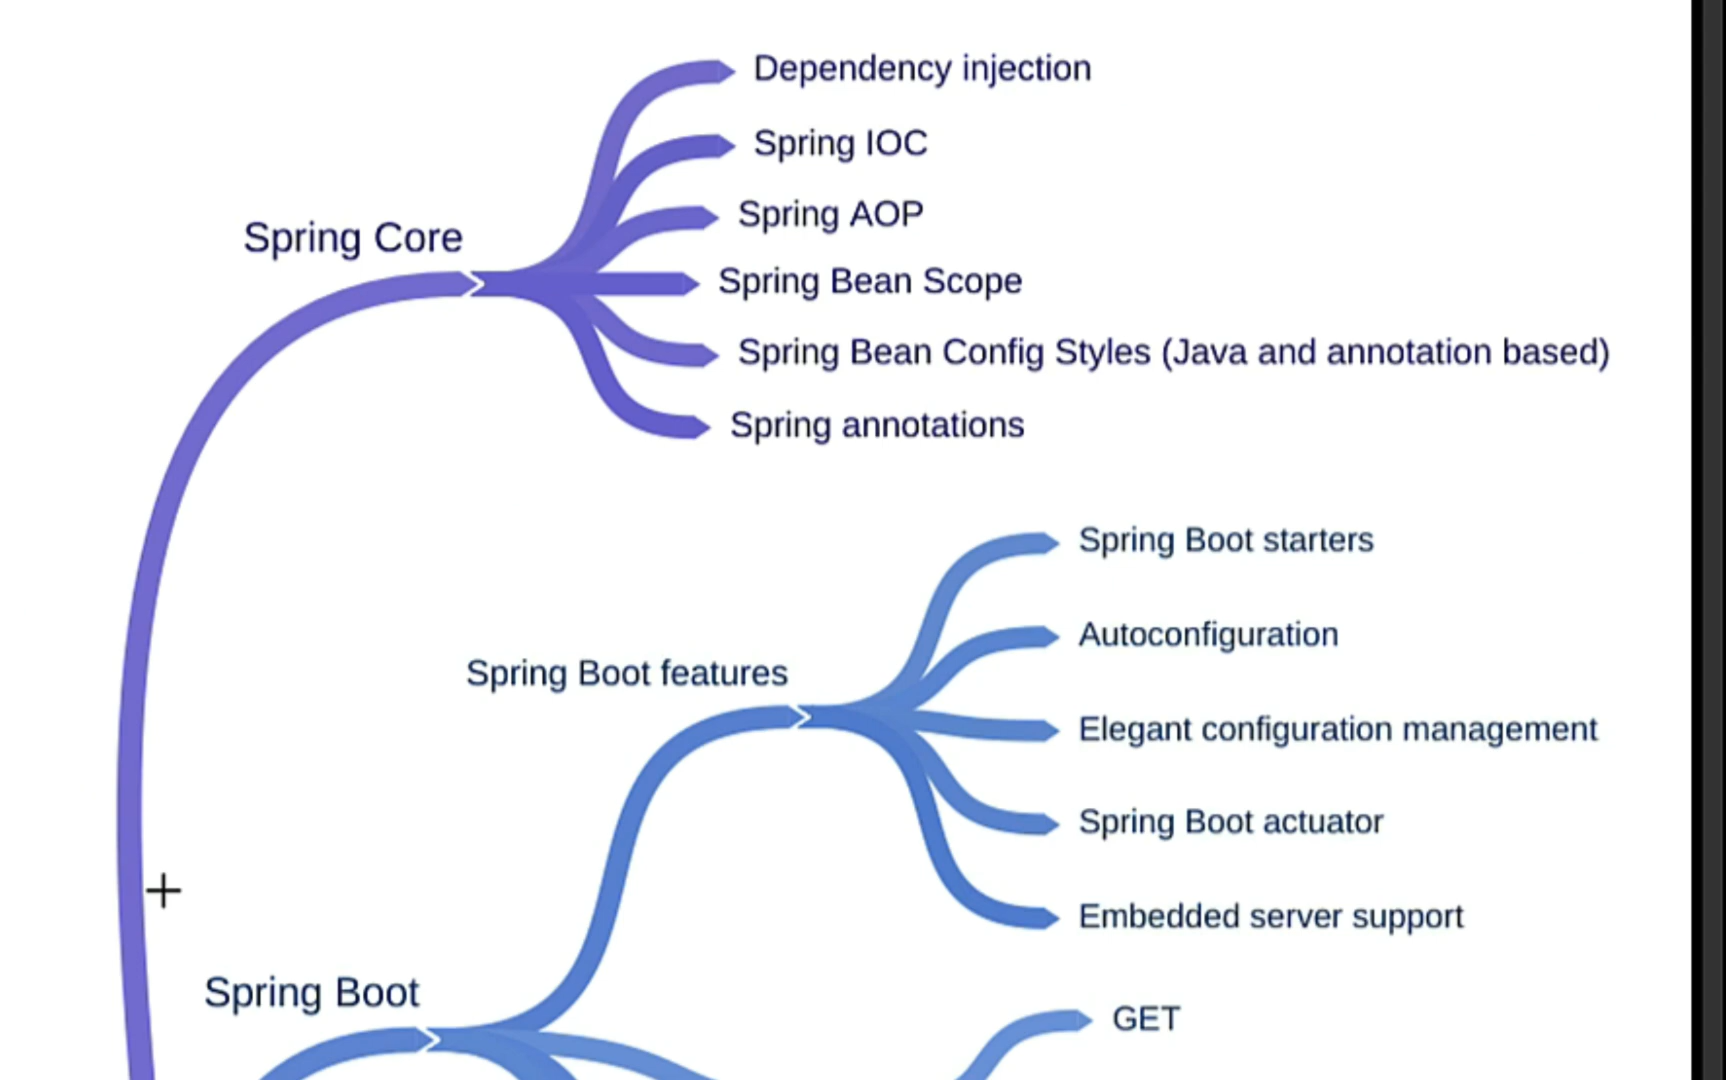 Dependency injection
Spring IOC
Spring AOP
Spring Core
Spring Bean Scope
Spring Bean Config Styles (Java and annotation based)
Spring annotations
Spring Boot starters
Autoconfiguration
Spring Boot features
Elegant configuration management
Spring Boot actuator
Embedded server support
Spring Boot
GET